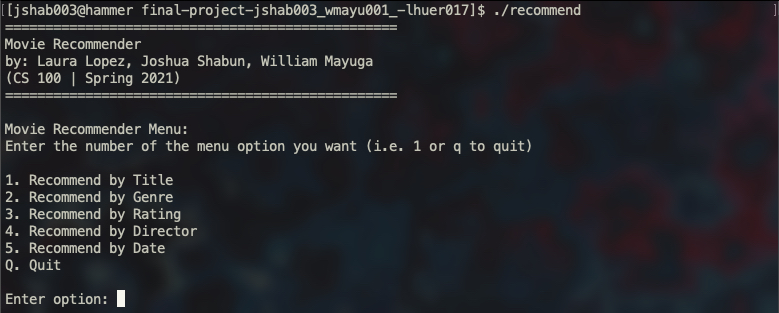 [[jshab003@hammer final-project-jshab003_wmayu001_-lhuer017]$ ./recommend ]
=================================================
Movie Recommender
by: Laura Lopez, Joshua Shabun, William Mayuga
(CS 100 | Spring 2021)
=================================================
Movie Recommender Menu:
Enter the number of the menu option you want (i.e. 1 or q to quit)
1. Recommend by Title
2. Recommend by Genre
3. Recommend by Rating
4. Recommend by Director
5. Recommend by Date
Q. Quit
Enter option: